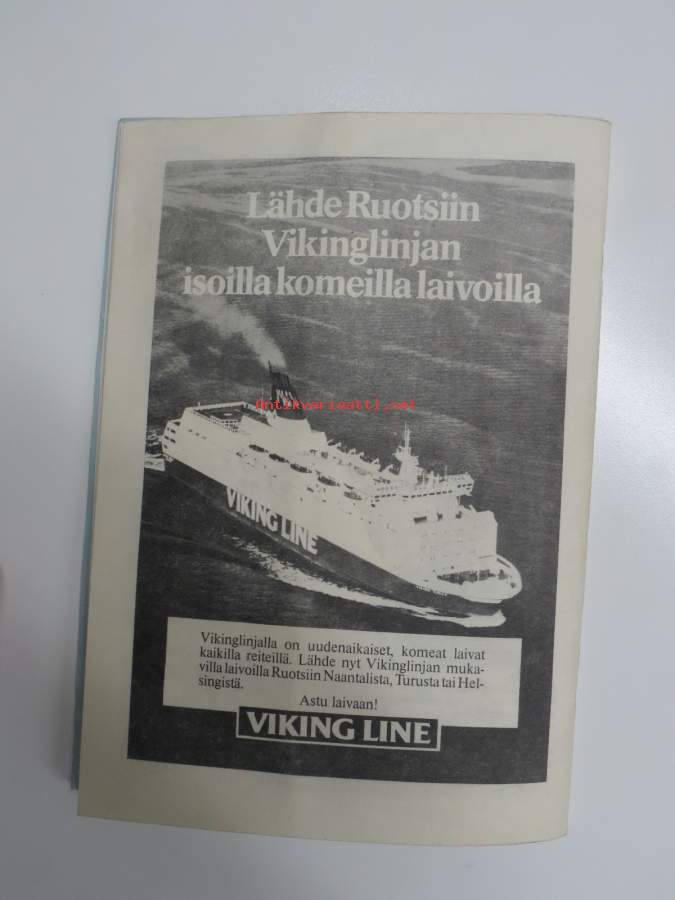 Lähde Ruotsiin
Vikinglinjan
isoilla komeilla laivoilla
Antikvariaatti.net
VIKING LINE
Vikinglinjalla on uudenaikaiset, komeat laivat
kaikilla reiteillä. Lähde nyt Vikinglinjan muka-
villa laivoilla Ruotsiin Naantalista, Turusta tai Hel-
singistä.
Astu laivaan!
VIKING LINE